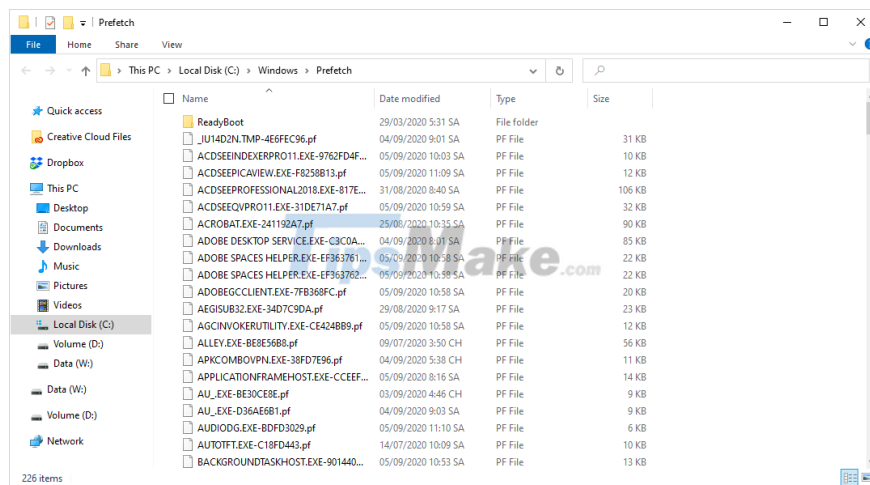 Prefetch
File Home Share View
This PC Local Disk (C:) Windows Prefetch
Name Date modified Type Size
Quick access
Creative Cloud Files
Dropbox
This PC
Desktop
Documents
Downloads
Music
Pictures
Videos
Local Disk (C:)
Volume (D:)
Data (W:)
Data (W:)
Volume (D:)
Network
ReadyBoot 29/03/2020 5:31 SA File folder
_IU14D2N.TMP-4E6FEC96.pf 04/09/2020 9:01 SA PF File 31 KB
ACDSEEINDEXERPRO11.EXE-9762FD4F... 05/09/2020 10:03 SA PF File 10 KB
ACDSEEPICAVIEW.EXE-F8258B13.pf 05/09/2020 11:09 SA PF File 12 KB
ACDSEEPROFESSIONAL2018.EXE-817E... 31/08/2020 8:40 SA PF File 106 KB
ACDSEEQVPRO11.EXE-31DE71A7.pf 05/09/2020 10:59 SA PF File 32 KB
ACROBAT.EXE-241192A7.pf 25/08/2020 10:35 SA PF File 90 KB
ADOBE DESKTOP SERVICE.EXE-C3C0A... 04/09/2020 8:01 SA PF File 85 KB
ADOBE SPACES HELPER.EXE-EF363761... 05/09/2020 10:58 SA PF File 22 KB
ADOBE SPACES HELPER.EXE-EF363762... 05/09/2020 10:58 SA PF File 22 KB
ADOBEGCCLIENT.EXE-7FB368FC.pf 05/09/2020 10:58 SA PF File 20 KB
AEGISUB32.EXE-34D7C9DA.pf 29/08/2020 9:17 SA PF File 23 KB
AGCINVOKERUTILITY.EXE-CE424BB9.pf 05/09/2020 10:58 SA PF File 12 KB
ALLEY.EXE-BE8E56B8.pf 09/07/2020 3:50 CH PF File 56 KB
APKCOMBOVPN.EXE-38FD7E96.pf 04/09/2020 5:38 CH PF File 11 KB
APPLICATIONFRAMEHOST.EXE-CCEEF... 05/09/2020 8:16 SA PF File 14 KB
AU_.EXE-BE30CE8E.pf 03/09/2020 4:46 CH PF File 9 KB
AU_.EXE-D36AE6B1.pf 04/09/2020 9:03 SA PF File 9 KB
AUDIODG.EXE-BDFD3029.pf 05/09/2020 11:10 SA PF File 6 KB
AUTOTFT.EXE-C18FD443.pf 14/07/2020 10:09 SA PF File 10 KB
BACKGROUNDTASKHOST.EXE-901440... 05/09/2020 10:53 SA PF File 13 KB
TipsMake.com
226 items